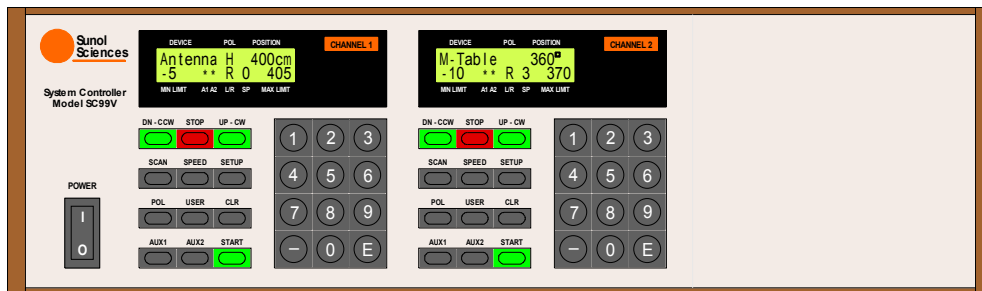 Sunol
Sciences
System Controller
Model SC99V
POWER
I
O
DEVICE POL POSITION
CHANNEL 1
Antenna H 400cm
-5 ** R 0 405
MIN LIMIT A1 A2 L/R SP MAX LIMIT
DN - CCW STOP UP - CW
SCAN SPEED SETUP
POL USER CLR
AUX1 AUX2 START
1 2 3
4 5 6
7 8 9
– 0 E
DEVICE POL POSITION
CHANNEL 2
M-Table 360
-10 ** R 3 370
MIN LIMIT A1 A2 L/R SP MAX LIMIT
DN - CCW STOP UP - CW
SCAN SPEED SETUP
POL USER CLR
AUX1 AUX2 START
1 2 3
4 5 6
7 8 9
– 0 E